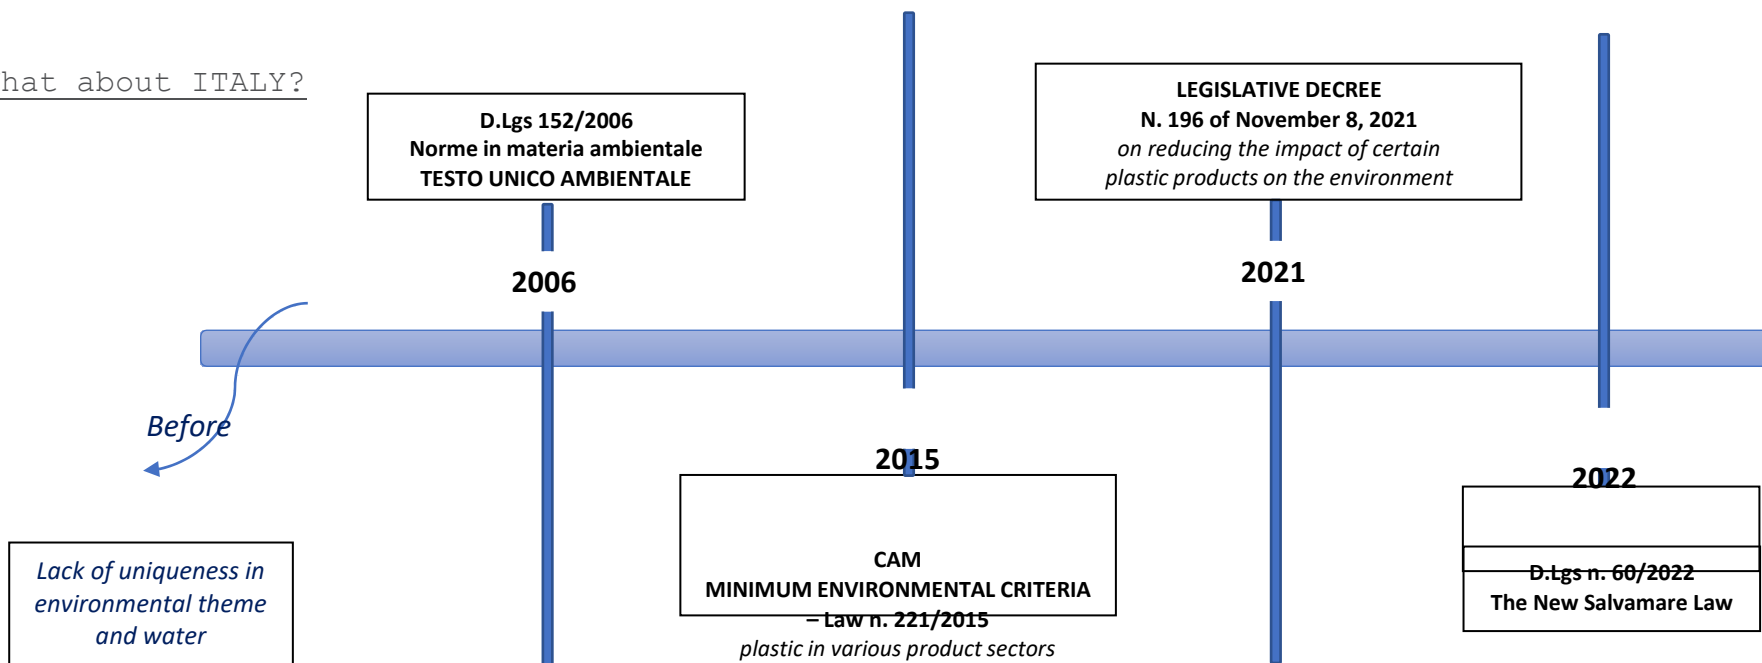 hat about ITALY?
D.Lgs 152/2006
Norme in materia ambientale
TESTO UNICO AMBIENTALE
2006
LEGISLATIVE DECREE
N. 196 of November 8, 2021
on reducing the impact of certain
plastic products on the environment
2021
Before
Lack of uniqueness in
environmental theme
and water
2015
CAM
MINIMUM ENVIRONMENTAL CRITERIA
– Law n. 221/2015
plastic in various product sectors
2022
D.Lgs n. 60/2022
The New Salvamare Law